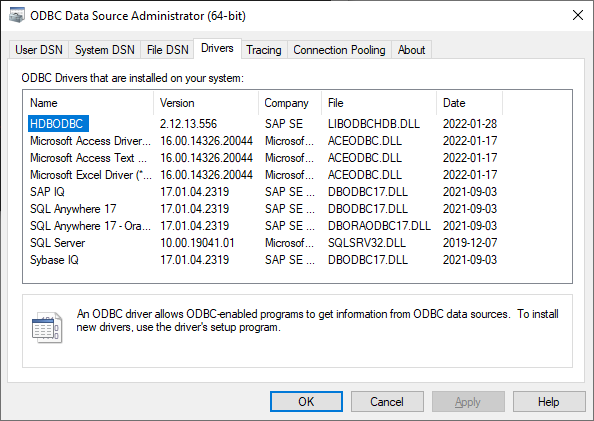 ODBC Data Source Administrator (64-bit)
User DSN System DSN File DSN Drivers Tracing Connection Pooling About
ODBC Drivers that are installed on your system:
Name Version Company File Date
HDBODBC 2.12.13.556 SAP SE LIBODBCHDB.DLL 2022-01-28
Microsoft Access Driver... 16.00.14326.20044 Microsof... ACEODBC.DLL 2022-01-17
Microsoft Access Text ... 16.00.14326.20044 Microsof... ACEODBC.DLL 2022-01-17
Microsoft Excel Driver (*... 16.00.14326.20044 Microsof... ACEODBC.DLL 2022-01-17
SAP IQ 17.01.04.2319 SAP SE ... DBODBC17.DLL 2021-09-03
SQL Anywhere 17 17.01.04.2319 SAP SE ... DBODBC17.DLL 2021-09-03
SQL Anywhere 17 - Ora... 17.01.04.2319 SAP SE ... DBORAODBC17.DLL 2021-09-03
SQL Server 10.00.19041.01 Microsof... SQLSRV32.DLL 2019-12-07
Sybase IQ 17.01.04.2319 SAP SE ... DBODBC17.DLL 2021-09-03
An ODBC driver allows ODBC-enabled programs to get information from ODBC data sources. To install
new drivers, use the driver's setup program.
OK Cancel Apply Help